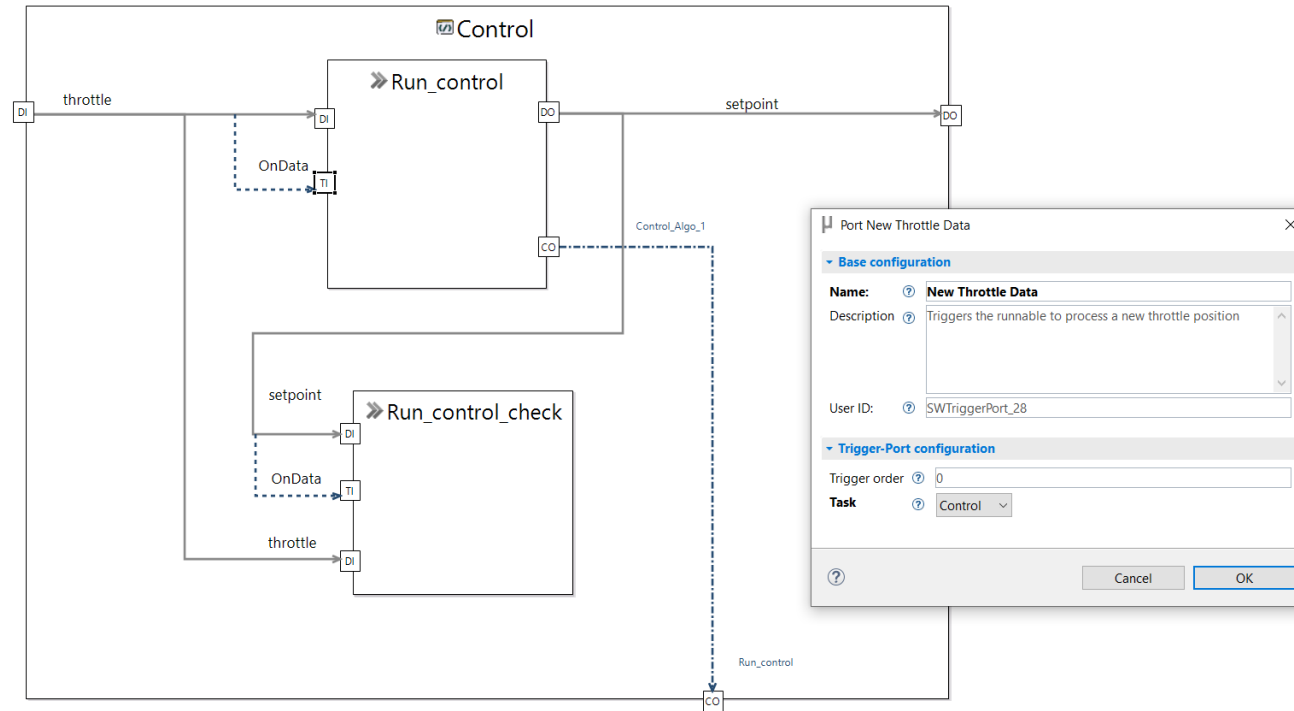 Control
Run_control
throttle
DI
DI
DO
setpoint
DO
OnData
TI
Control_Algo_1
CO
setpoint
Run_control_check
DI
OnData
TI
throttle
DI
Run_control
CO
Port New Throttle Data
Base configuration
Name: New Throttle Data
Description Triggers the runnable to process a new throttle position
User ID: SWTriggerPort_28
Trigger-Port configuration
Trigger order 0
Task Control
Cancel OK